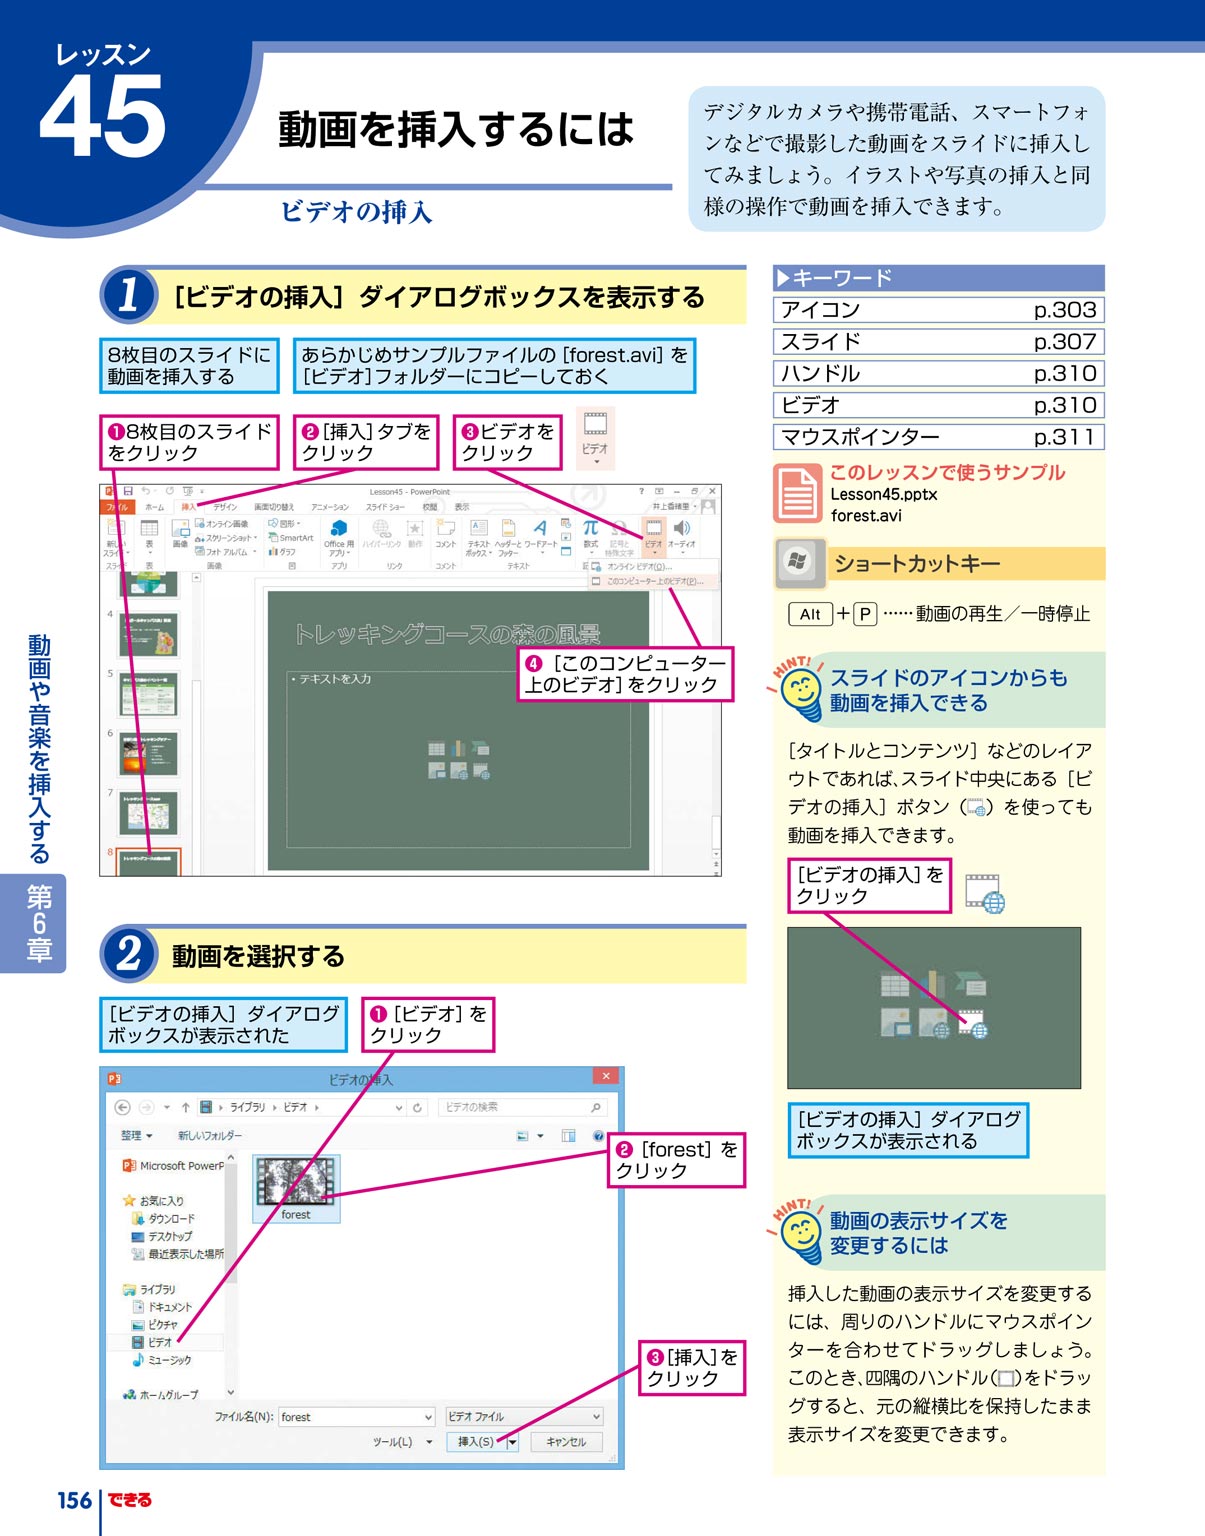 レッスン
45
動画を挿入するには
ビデオの挿入
デジタルカメラや携帯電話、スマートフォ
ンなどで撮影した動画をスライドに挿入し
てみましょう。イラストや写真の挿入と同
様の操作で動画を挿入できます。
1 ［ビデオの挿入］ダイアログボックスを表示する
8枚目のスライドに
動画を挿入する
あらかじめサンプルファイルの［forest.avi］を
［ビデオ］フォルダーにコピーしておく
❶8枚目のスライド
をクリック
❷［挿入］タブを
クリック
❸ビデオを
クリック
ビデオ
Lesson45 - PowerPoint
ファイル ホーム 挿入 デザイン 画面切り替え アニメーション スライド ショー 校閲 表示
井上香緒里
新しい
スライド
表
画像
オンライン画像
スクリーンショット
フォト アルバム
図形
SmartArt
グラフ
Office 用
アプリ
ハイパーリンク 動作
コメント
テキスト
ボックス
ヘッダーと
フッター
ワードアート
数式
記号と
特殊文字
ビデオ
オーディオ
スライド 表 画像 図 アプリ リンク コメント テキスト
オンライン ビデオ(O)...
このコンピューター上のビデオ(P)...
4
5
6
7
8
トレッキングコースの森の風景
• テキストを入力
❹［このコンピューター
上のビデオ］をクリック
2 動画を選択する
［ビデオの挿入］ダイアログ
ボックスが表示された
❶［ビデオ］を
クリック
ビデオの挿入
ライブラリ ビデオ
ビデオの検索
整理 新しいフォルダー
Microsoft PowerP
お気に入り
ダウンロード
デスクトップ
最近表示した場所
ライブラリ
ドキュメント
ピクチャ
ビデオ
ミュージック
ホームグループ
forest
❷［forest］を
クリック
❸［挿入］を
クリック
ファイル名(N): forest
ビデオ ファイル
ツール(L) 挿入(S) キャンセル
▶キーワード
アイコン p.303
スライド p.307
ハンドル p.310
ビデオ p.310
マウスポインター p.311
このレッスンで使うサンプル
Lesson45.pptx
forest.avi
ショートカットキー
Alt ＋ P ……動画の再生／一時停止
HINT!
スライドのアイコンからも
動画を挿入できる
［タイトルとコンテンツ］などのレイア
ウトであれば、スライド中央にある［ビ
デオの挿入］ボタン（）を使っても
動画を挿入できます。
［ビデオの挿入］を
クリック
［ビデオの挿入］ダイアログ
ボックスが表示される
HINT!
動画の表示サイズを
変更するには
挿入した動画の表示サイズを変更する
には、周りのハンドルにマウスポイン
ターを合わせてドラッグしましょう。
このとき、四隅のハンドル（□）をドラッ
グすると、元の縦横比を保持したまま
表示サイズを変更できます。
動画や音楽を挿入する
第6章
156 できる